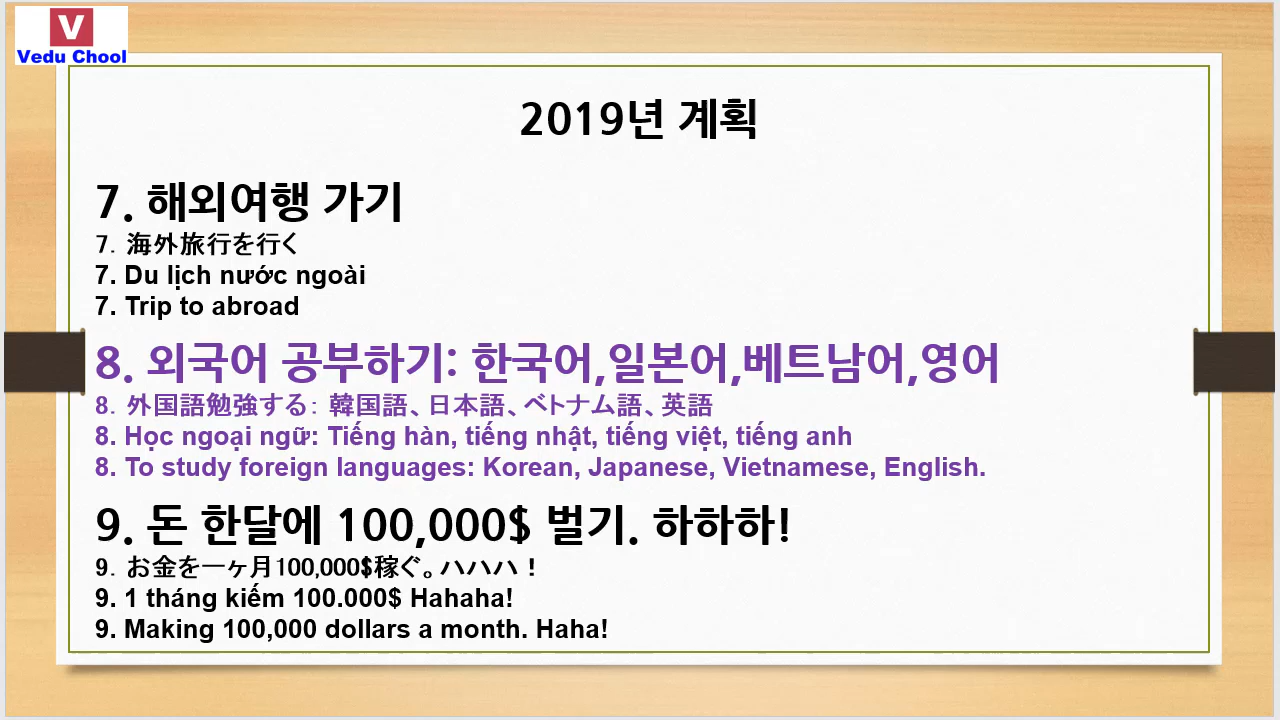 V
Vedu Chool
2019년 계획
7. 해외여행 가기
7. 海外旅行を行く
7. Du lịch nước ngoài
7. Trip to abroad
8. 외국어 공부하기: 한국어,일본어,베트남어,영어
8. 外国語勉強する: 韓国語、日本語、ベトナム語、英語
8. Học ngoại ngữ: Tiếng hàn, tiếng nhật, tiếng việt, tiếng anh
8. To study foreign languages: Korean, Japanese, Vietnamese, English.
9. 돈 한달에 100,000$ 벌기. 하하하!
9. お金を一ヶ月100,000$稼ぐ。ハハハ！
9. 1 tháng kiếm 100.000$ Hahaha!
9. Making 100,000 dollars a month. Haha!